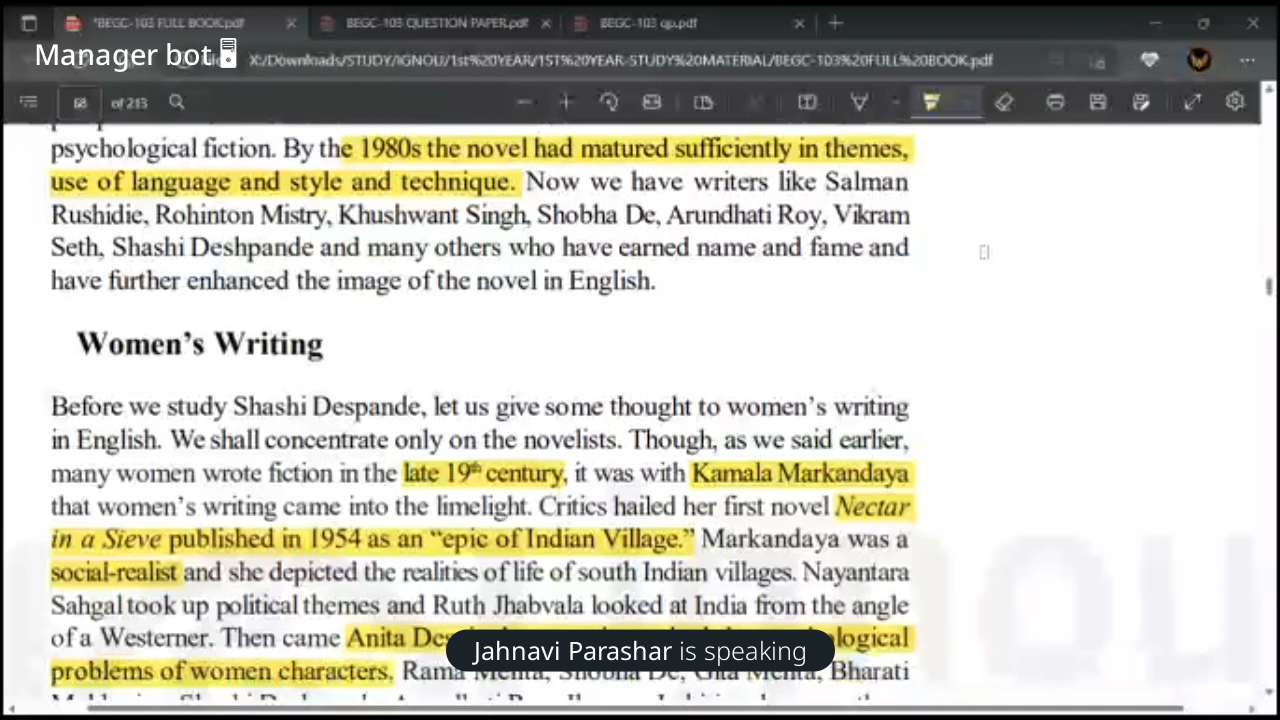 *BEGC-103 FULL BOOK.pdf
BEGC-103 QUESTION PAPER.pdf
BEGC-103 qp.pdf
Manager bot
X:/Downloads/STUDY/IGNOU/1st%20YEAR/1ST%20YEAR-STUDY%20MATERIAL/BEGC-103%20FULL%20BOOK.pdf
68 of 213
psychological fiction. By the 1980s the novel had matured sufficiently in themes,
use of language and style and technique. Now we have writers like Salman
Rushidie, Rohinton Mistry, Khushwant Singh, Shobha De, Arundhati Roy, Vikram
Seth, Shashi Deshpande and many others who have earned name and fame and
have further enhanced the image of the novel in English.
Women's Writing
Before we study Shashi Despande, let us give some thought to women's writing
in English. We shall concentrate only on the novelists. Though, as we said earlier,
many women wrote fiction in the late 19th century, it was with Kamala Markandaya
that women's writing came into the limelight. Critics hailed her first novel Nectar
in a Sieve published in 1954 as an "epic of Indian Village." Markandaya was a
social-realist and she depicted the realities of life of south Indian villages. Nayantara
Sahgal took up political themes and Ruth Jhabvala looked at India from the angle
of a Westerner. Then came Anita
problems of women characters. Rama Mehta, Shobha De, Gita Mehta, Bharati
Jahnavi Parashar is speaking